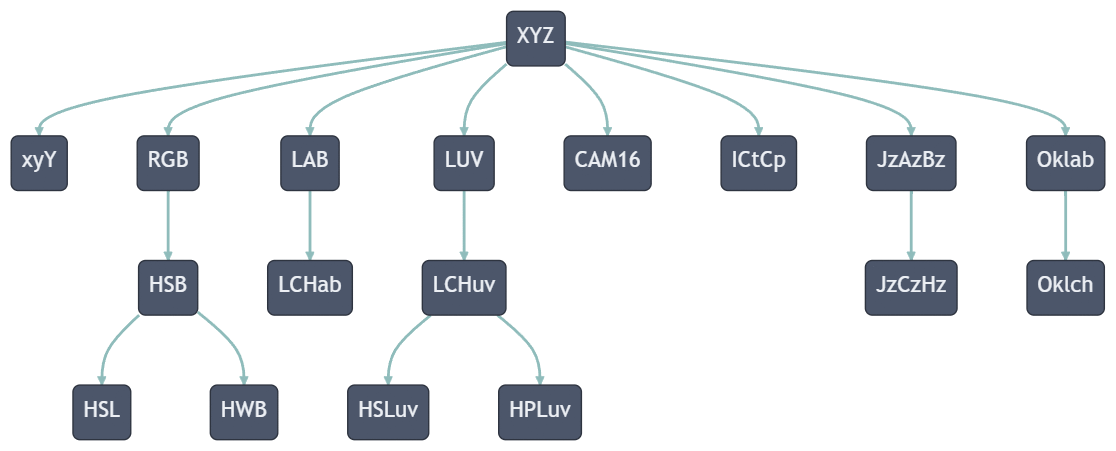 XYZ
xyY
RGB
LAB
LUV
CAM16
ICtCp
JzAzBz
Oklab
HSB
LCHab
LCHuv
JzCzHz
Oklch
HSL
HWB
HSLuv
HPLuv